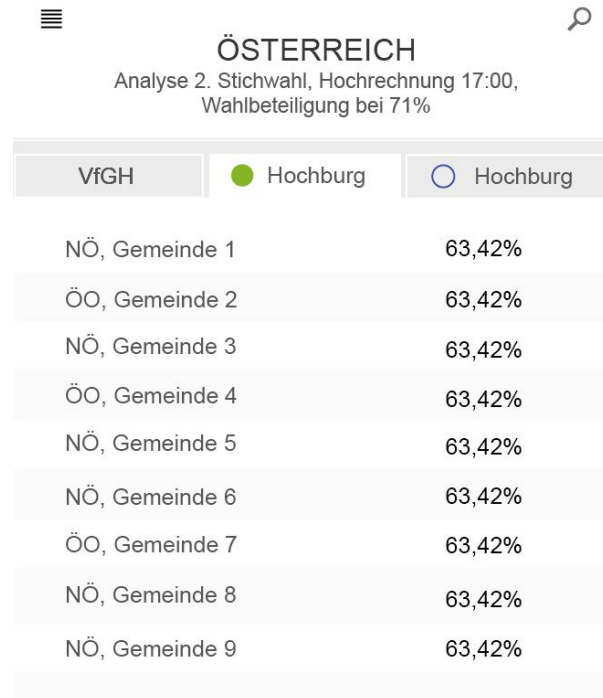 ÖSTERREICH
Analyse 2. Stichwahl, Hochrechnung 17:00,
Wahlbeteiligung bei 71%
VfGH Hochburg Hochburg
NÖ, Gemeinde 1 63,42%
ÖO, Gemeinde 2 63,42%
NÖ, Gemeinde 3 63,42%
ÖO, Gemeinde 4 63,42%
NÖ, Gemeinde 5 63,42%
NÖ, Gemeinde 6 63,42%
ÖO, Gemeinde 7 63,42%
NÖ, Gemeinde 8 63,42%
NÖ, Gemeinde 9 63,42%